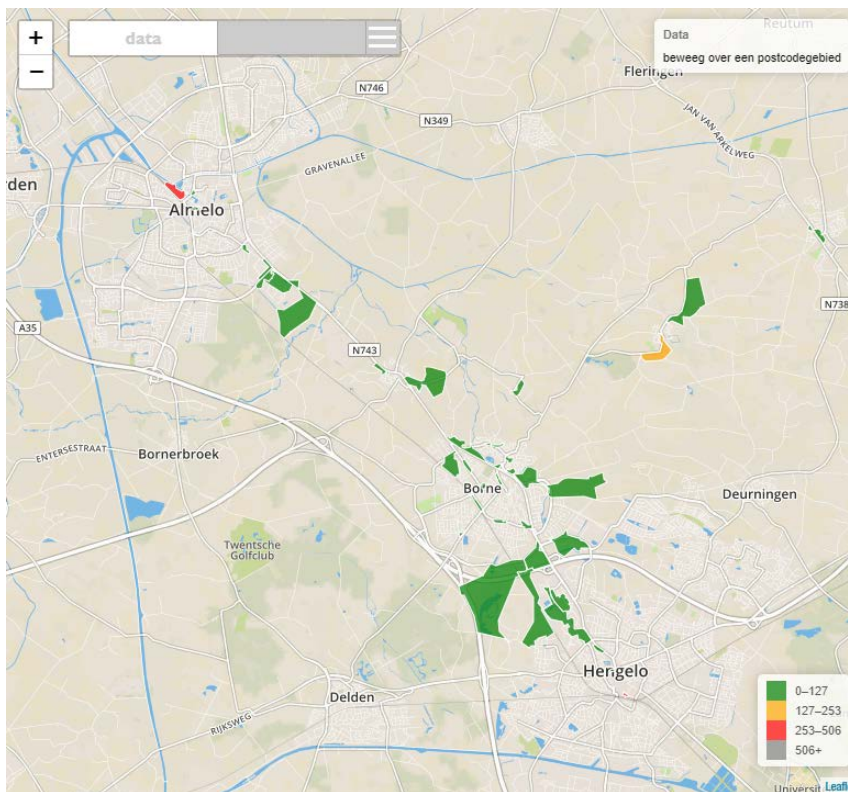 +
−
data
Data
beweeg over een postcodegebied
Reutum
Fleringen
N746
N349
JAN VAN ARKELWEG
GRAVENALLEE
rden
Almelo
N738
A35
N743
ENTERSESTRAAT
Bornerbroek
Borne
Deurningen
Twentsche
Golfclub
Hengelo
Delden
RIJKSWEG
0–127
127–253
253–506
506+
Universit
Leafl